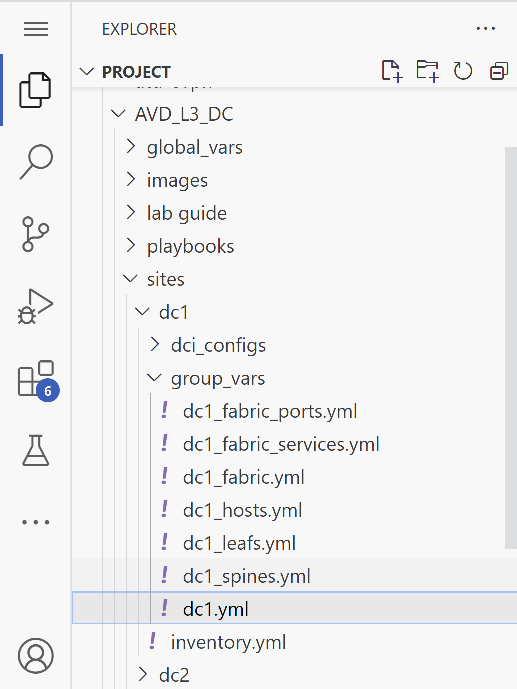 EXPLORER
PROJECT
AVD_L3_DC
global_vars
images
lab guide
playbooks
sites
dc1
dci_configs
group_vars
dc1_fabric_ports.yml
dc1_fabric_services.yml
dc1_fabric.yml
dc1_hosts.yml
dc1_leafs.yml
dc1_spines.yml
dc1.yml
inventory.yml
dc2
6